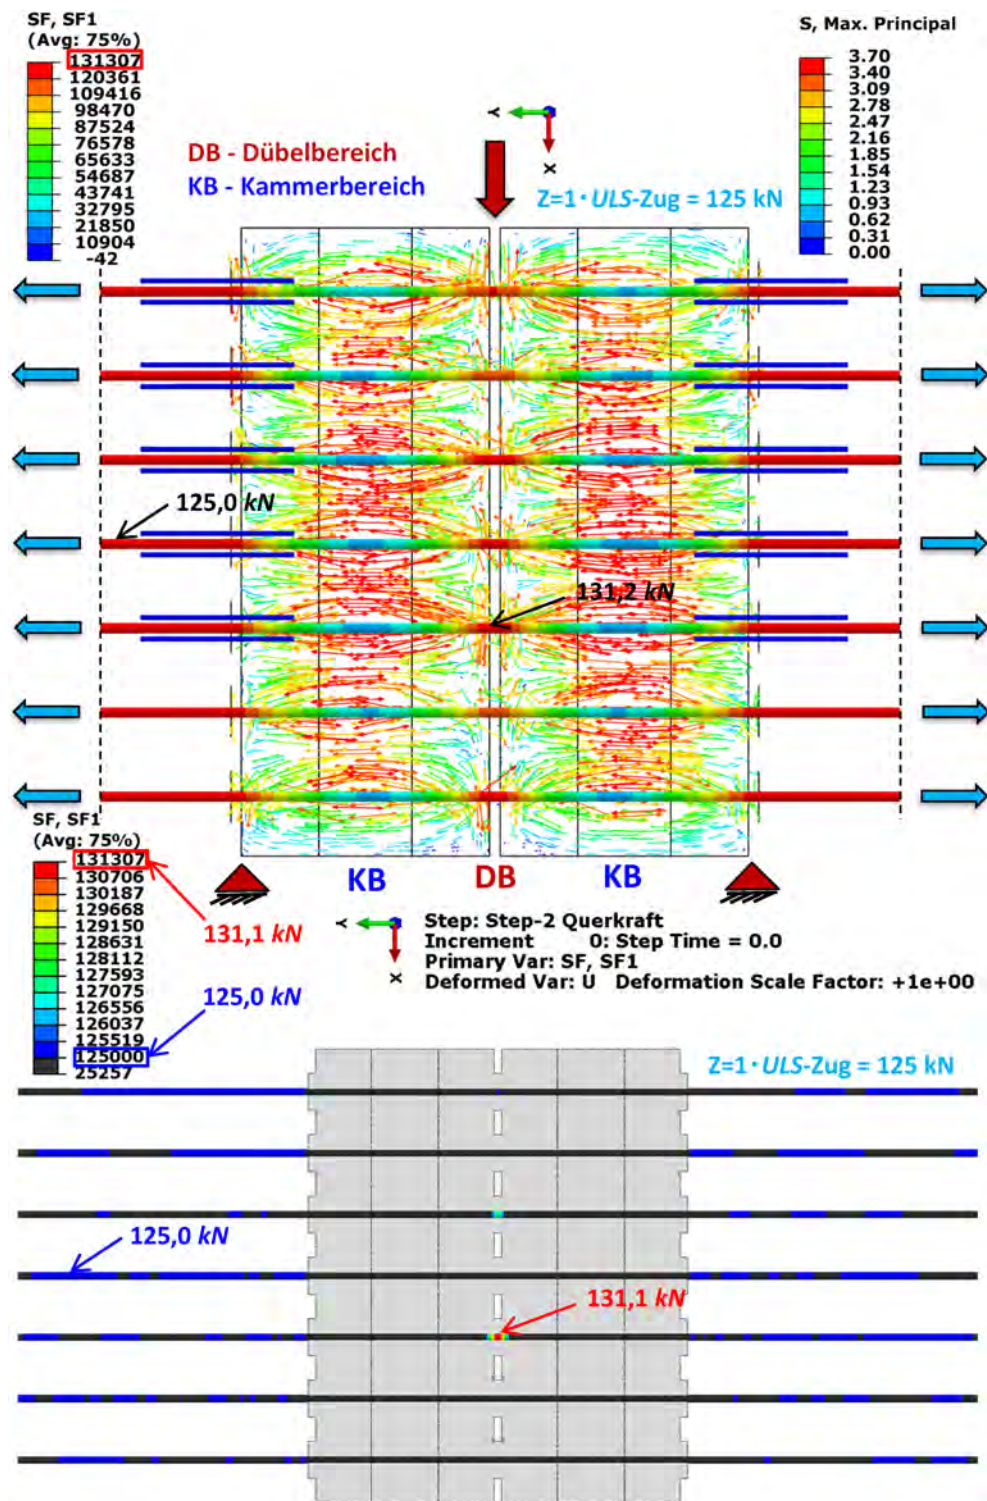 SF, SF1
(Avg: 75%)
131307
120361
109416
98470
87524
76578
65633
54687
43741
32795
21850
10904
-42
S, Max. Principal
3.70
3.40
3.09
2.78
2.47
2.16
1.85
1.54
1.23
0.93
0.62
0.31
0.00
Y
X
DB - Dübelbereich
KB - Kammerbereich
Z=1·ULS-Zug = 125 kN
125,0 kN
131,2 kN
KB
DB
KB
SF, SF1
(Avg: 75%)
131307
130706
130187
129668
129150
128631
128112
127593
127075
126556
126037
125519
125000
25257
131,1 kN
125,0 kN
Y
X
Step: Step-2 Querkraft
Increment 0: Step Time = 0.0
Primary Var: SF, SF1
Deformed Var: U Deformation Scale Factor: +1e+00
Z=1·ULS-Zug = 125 kN
125,0 kN
131,1 kN